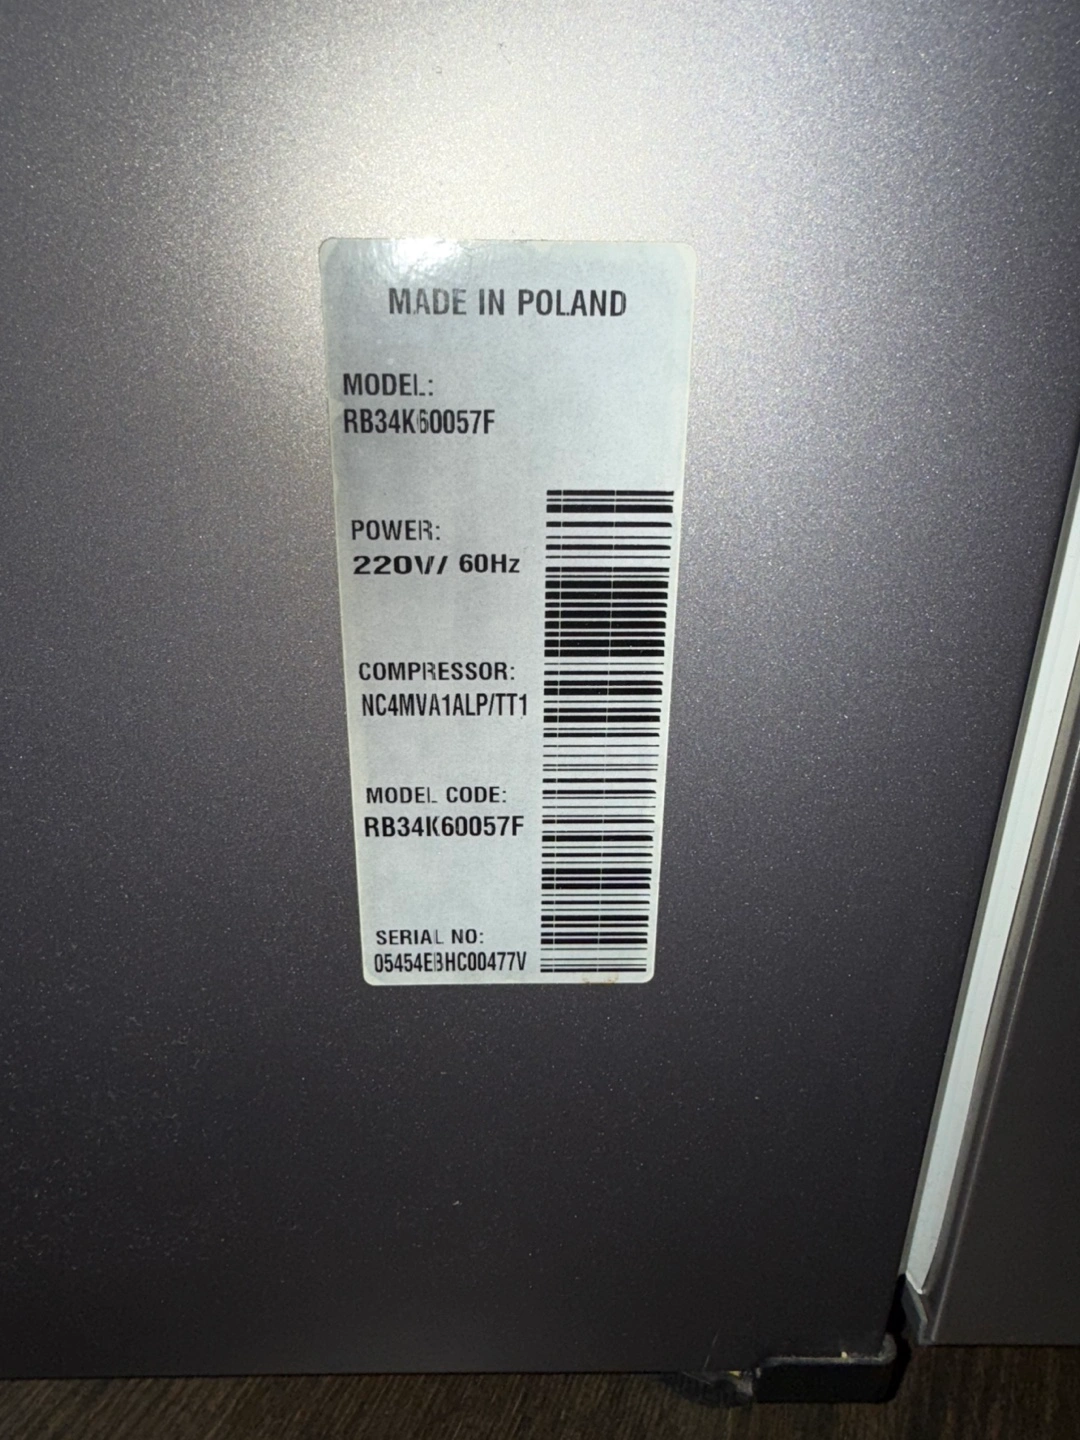 MADE IN POLAND
MODEL:
RB34K60057F
POWER:
220V/ 60Hz
COMPRESSOR:
NC4MVA1ALP/TT1
MODEL CODE:
RB34K60057F
SERIAL NO:
05454EBHC00477V